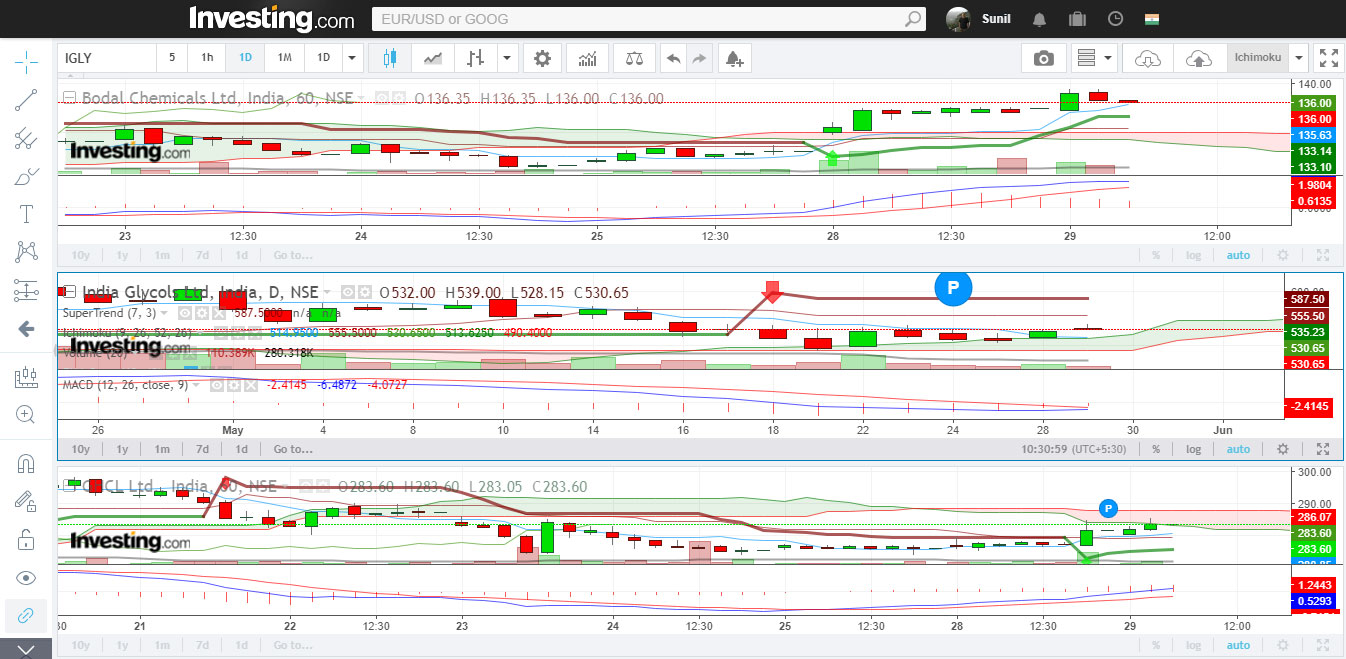 Investing.com EUR/USD or GOOG Sunil
IGLY 5 1h 1D 1M 1D Ichimoku
Bodal Chemicals Ltd, India, 60, NSE O136.35 H136.35 L136.00 C136.00
140.00
136.00
136.00
135.63
133.14
133.10
Investing.com
1.9804
0.6135
23 12:30 24 12:30 25 12:30 28 12:30 29 12:00
10y 1y 1m 7d 1d Go to... % log auto
India Glycols Ltd, India, D, NSE O532.00 H539.00 L528.15 C530.65
SuperTrend (7, 3) 587.5000 n/a n/a
Ichimoku (9, 26, 52, 26) 514.9500 555.5000 530.6500 513.6250 490.4000
Volume (20) 110.389K 280.318K
Investing.com
P
587.50
555.50
535.23
530.65
530.65
MACD (12, 26, close, 9) -2.4145 -6.4872 -4.0727
-2.4145
26 May 4 8 10 14 16 18 22 24 28 30 Jun
10y 1y 1m 7d 1d Go to... 10:30:59 (UTC+5:30) % log auto
Ltd, India, 60, NSE O283.60 H283.60 L283.05 C283.60
300.00
290.00
P
286.07
283.60
283.60
Investing.com
1.2443
0.5293
21 12:30 22 12:30 23 12:30 24 12:30 25 12:30 28 12:30 29 12:00
10y 1y 1m 7d 1d Go to... % log auto